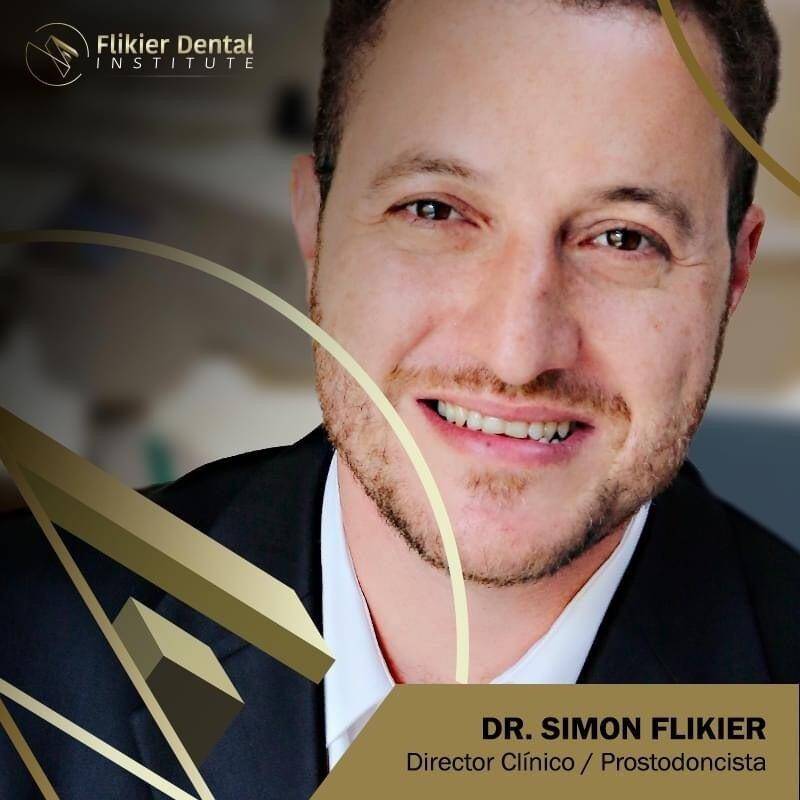 Flikier Dental
INSTITUTE
DR. SIMON FLIKIER
Director Clínico / Prostodoncista